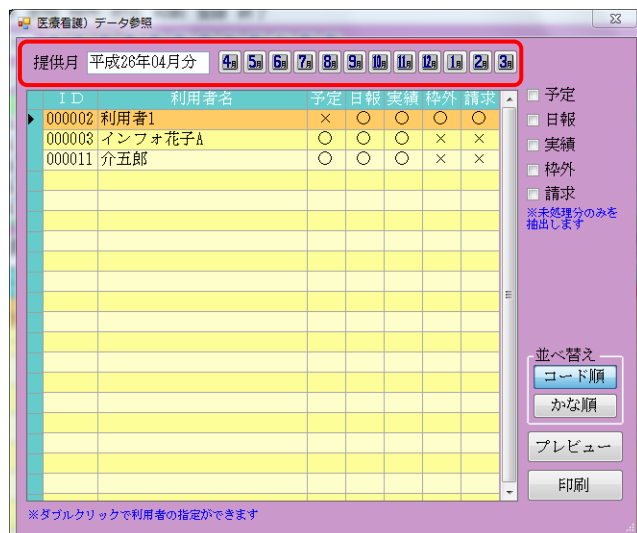 医療看護）データ参照
提供月 平成26年04月分 4月 5月 6月 7月 8月 9月 10月 11月 12月 1月 2月 3月
ID 利用者名 予定 日報 実績 枠外 請求
000002 利用者1 × ○ ○ ○ ○
000003 インフォ花子A ○ ○ ○ × ×
000011 介五郎 ○ ○ ○ × ×
予定
日報
実績
枠外
請求
※未処理分のみを
抽出します
並べ替え
コード順
かな順
プレビュー
印刷
※ダブルクリックで利用者の指定ができます